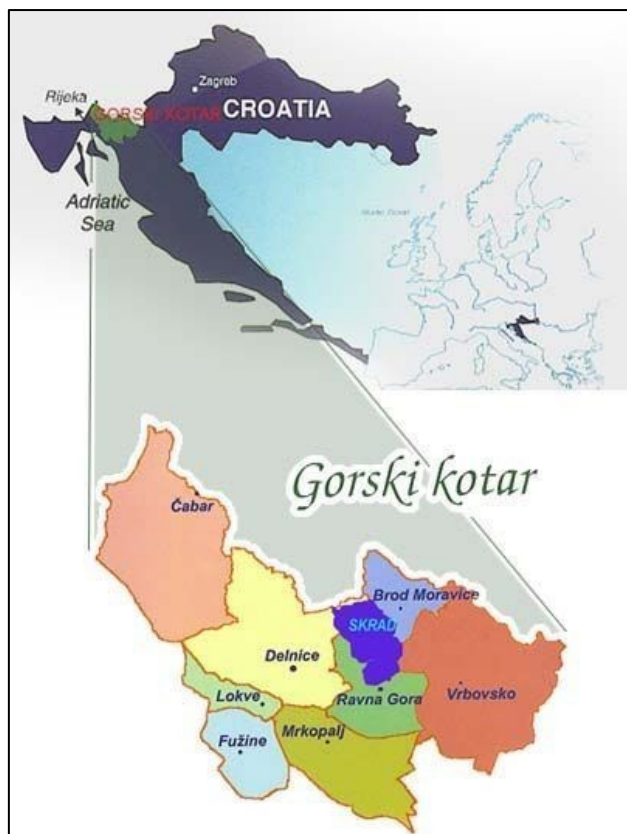 Zagreb
Rijeka
GORSKI KOTAR
CROATIA
Adriatic
Sea
Gorski kotar
Čabar
Brod Moravice
SKRAD
Delnice
Vrbovsko
Lokve
Ravna Gora
Mrkopalj
Fužine